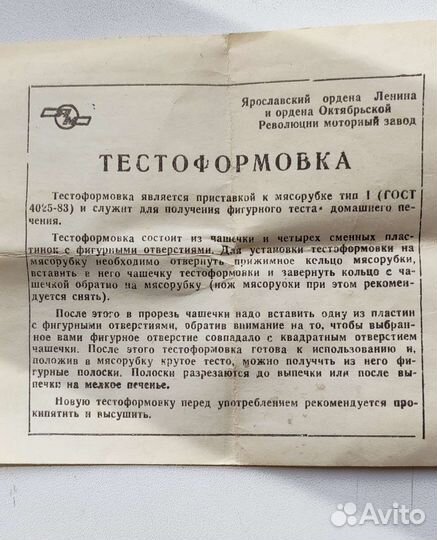 Ярославский ордена Ленина
и ордена Октябрьской
Революции моторный завод
ЯМЗ
ТЕСТОФОРМОВКА
Тестоформовка является приставкой к мясорубке тип I (ГОСТ
4025-83) и служит для получения фигурного теста домашнего пе-
чения.
Тестоформовка состоит из чашечки и четырех сменных плас-
тинок с фигурными отверстиями. Для установки тестоформовки на
мясорубку необходимо отвернуть прижимное кельцо мясорубки,
вставить в него чашечку тестоформовки и завернуть кольцо с ча-
шечкой обратно на мясорубку (нож мясорубки при этом рекомен-
дуется снять).
После этого в прорезь чашечки надо вставить одну из пластин
с фигурными отверстиями, обратив внимание на то, чтобы выбран-
ное вами фигурное отверстие совпадало с квадратным отверстием
чашечки. После этого тестоформовка готова к использованию и,
положив в мясорубку крутое тесто, можно получить из него фи-
гурные полоски. Полоски разрезаются до выпечки или после вы-
печки на мелкое печенье.
Новую тестоформовку перед употреблением рекомендуется про-
кипятить и высушить.
Avito